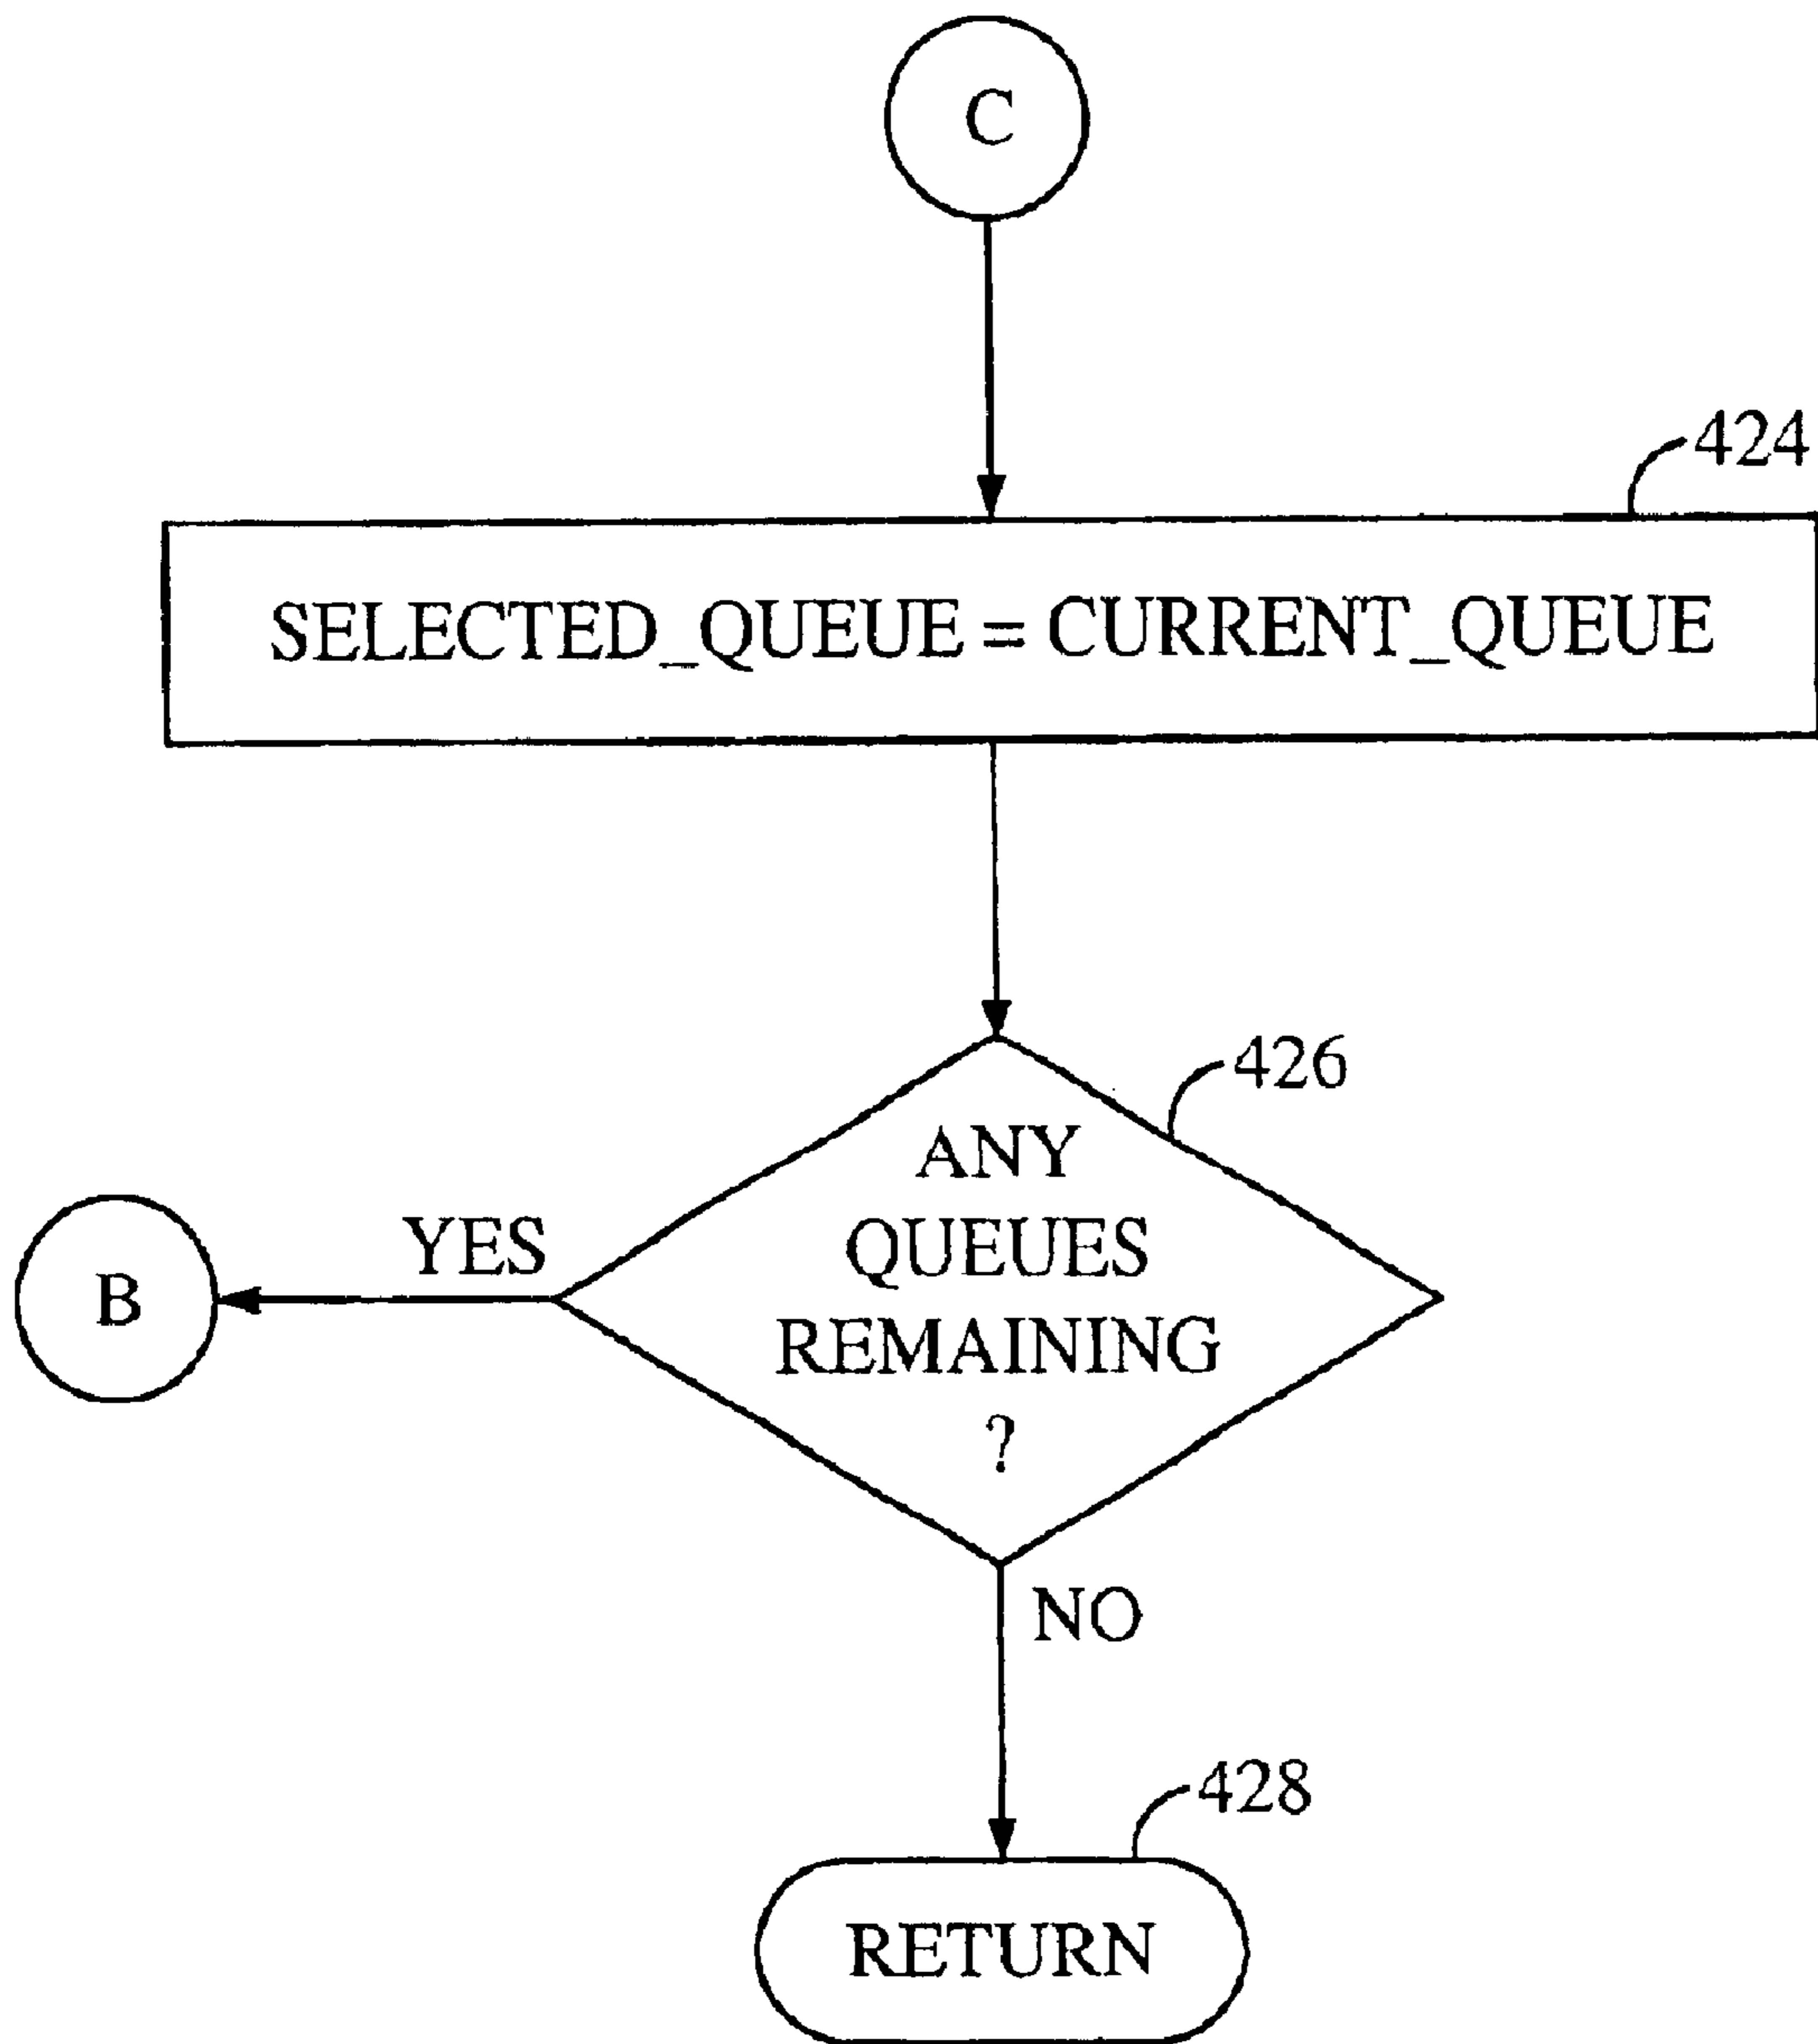 C
424
SELECTED_QUEUE = CURRENT_QUEUE
426
ANY
QUEUES
REMAINING
?
YES
B
NO
428
RETURN